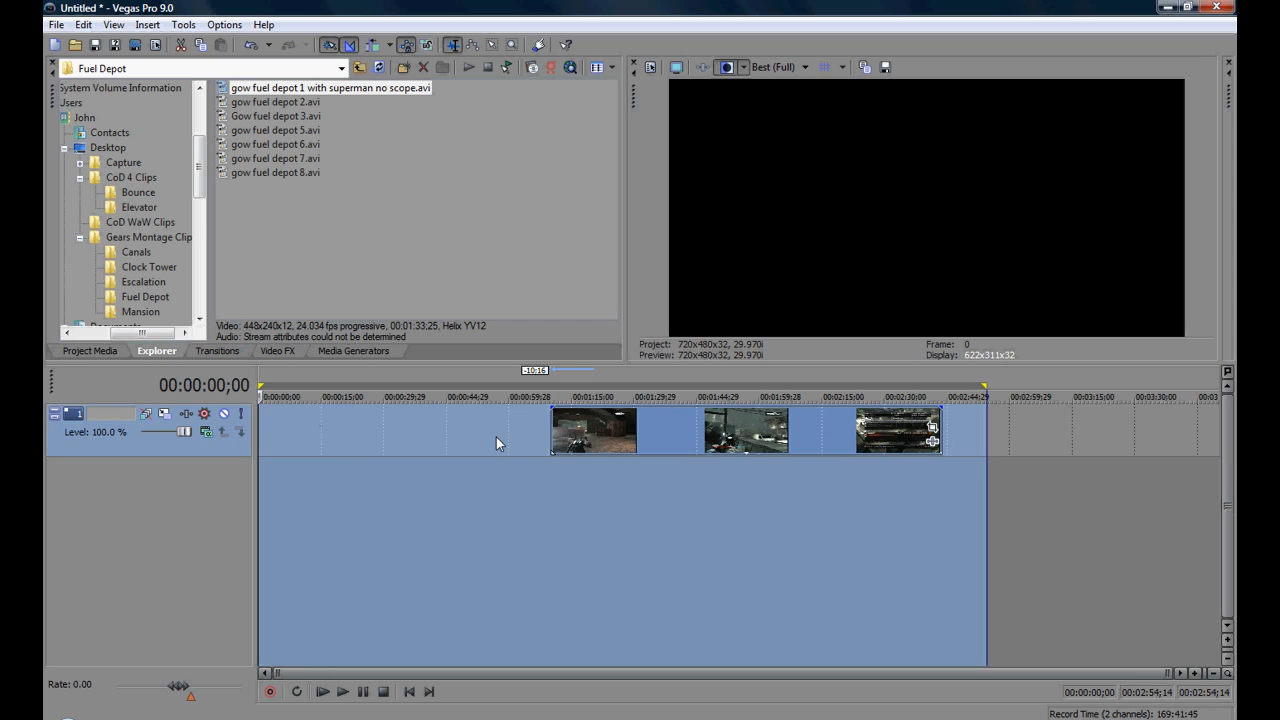 Untitled * - Vegas Pro 9.0
File Edit View Insert Tools Options Help
Fuel Depot
Best (Full)
System Volume Information
Users
John
Contacts
Desktop
Capture
CoD 4 Clips
Bounce
Elevator
CoD WaW Clips
Gears Montage Clip
Canals
Clock Tower
Escalation
Fuel Depot
Mansion
gow fuel depot 1 with superman no scope.avi
gow fuel depot 2.avi
Gow fuel depot 3.avi
gow fuel depot 5.avi
gow fuel depot 6.avi
gow fuel depot 7.avi
gow fuel depot 8.avi
Video: 448x240x12, 24.034 fps progressive, 00:01:33;25, Helix YV12
Audio: Stream attributes could not be determined
Project: 720x480x32, 29.970i
Frame: 0
Preview: 720x480x32, 29.970i
Display: 622x311x32
Project Media Explorer Transitions Video FX Media Generators
-10;16
00:00:00;00
00:00:00;00 00:00:15;00 00:00:29;29 00:00:44;29 00:00:59;28 00:01:15;00 00:01:29;29 00:01:44;29 00:01:59;28 00:02:15;00 00:02:30;00 00:02:44;29 00:02:59;29 00:03:15;00 00:03:30;00 00:03
1
Level: 100.0 %
Rate: 0.00
00:00:00;00 00:02:54;14 00:02:54;14
Record Time (2 channels): 169:41:45